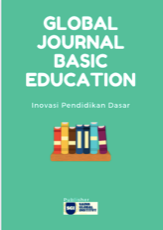 GLOBAL
JOURNAL
BASIC
EDUCATION
Inovasi Pendidikan Dasar